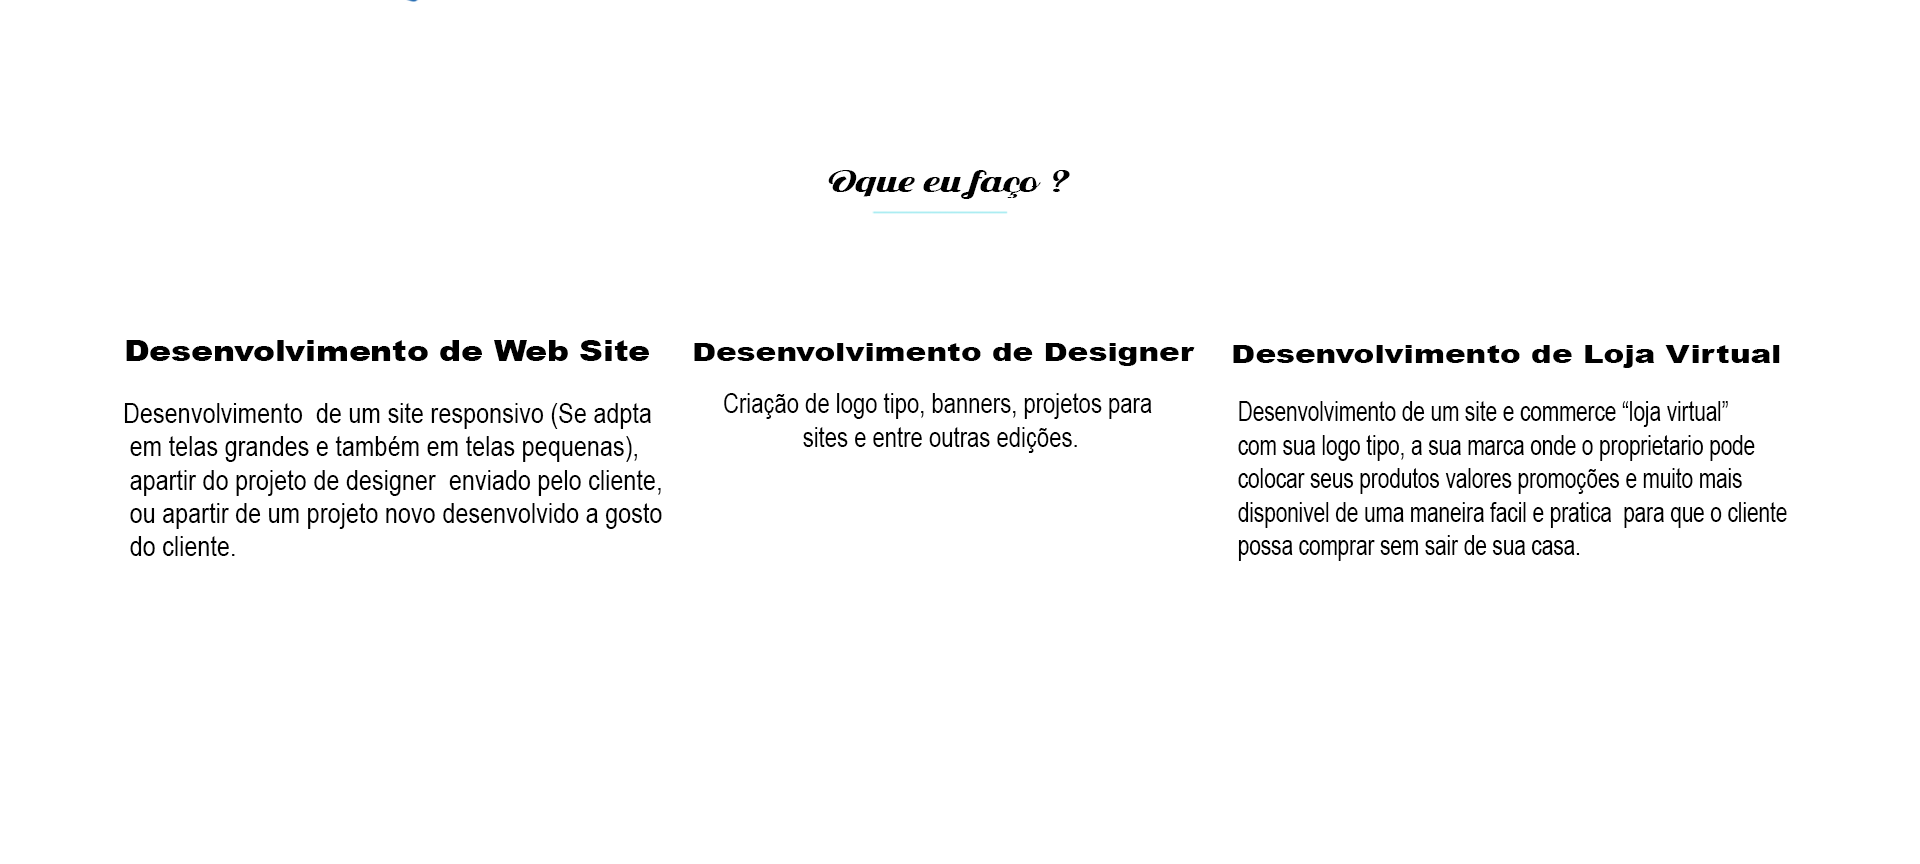 Oque eu faço ?
Desenvolvimento de Web Site
Desenvolvimento de um site responsivo (Se adpta
em telas grandes e também em telas pequenas),
apartir do projeto de designer enviado pelo cliente,
ou apartir de um projeto novo desenvolvido a gosto
do cliente.
Desenvolvimento de Designer
Criação de logo tipo, banners, projetos para
sites e entre outras edições.
Desenvolvimento de Loja Virtual
Desenvolvimento de um site e commerce “loja virtual”
com sua logo tipo, a sua marca onde o proprietario pode
colocar seus produtos valores promoções e muito mais
disponivel de uma maneira facil e pratica para que o cliente
possa comprar sem sair de sua casa.